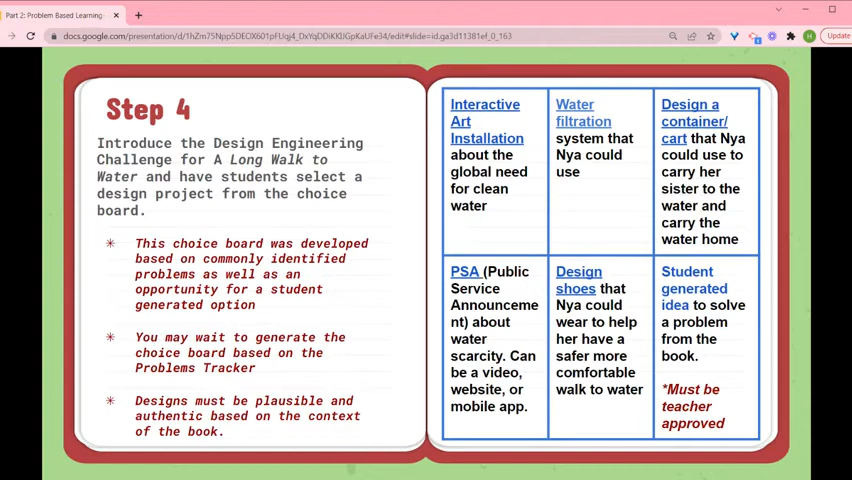 Part 2: Problem Based Learning -
docs.google.com/presentation/d/1hZm75Npp5DEOX601pFUqj4_DxYqDDiKKlJGpKaUFe34/edit#slide=id.ga3d11381ef_0_163
H
Update
Step 4
Introduce the Design Engineering
Challenge for A Long Walk to
Water and have students select a
design project from the choice
board.
This choice board was developed
based on commonly identified
problems as well as an
opportunity for a student
generated option
You may wait to generate the
choice board based on the
Problems Tracker
Designs must be plausible and
authentic based on the context
of the book.
Interactive
Art
Installation
about the
global need
for clean
water
Water
filtration
system that
Nya could
use
Design a
container/
cart that Nya
could use to
carry her
sister to the
water and
carry the
water home
PSA (Public
Service
Announceme
nt) about
water
scarcity. Can
be a video,
website, or
mobile app.
Design
shoes that
Nya could
wear to help
her have a
safer more
comfortable
walk to water
Student
generated
idea to solve
a problem
from the
book.
*Must be
teacher
approved